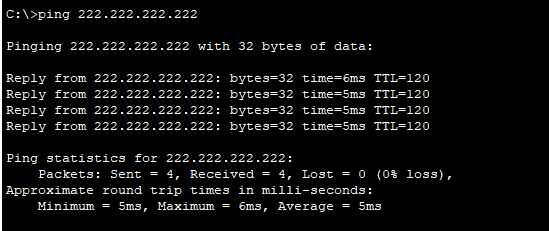 C:\>ping 222.222.222.222
Pinging 222.222.222.222 with 32 bytes of data:
Reply from 222.222.222.222: bytes=32 time=6ms TTL=120
Reply from 222.222.222.222: bytes=32 time=5ms TTL=120
Reply from 222.222.222.222: bytes=32 time=5ms TTL=120
Reply from 222.222.222.222: bytes=32 time=5ms TTL=120
Ping statistics for 222.222.222.222:
Packets: Sent = 4, Received = 4, Lost = 0 (0% loss),
Approximate round trip times in milli-seconds:
Minimum = 5ms, Maximum = 6ms, Average = 5ms